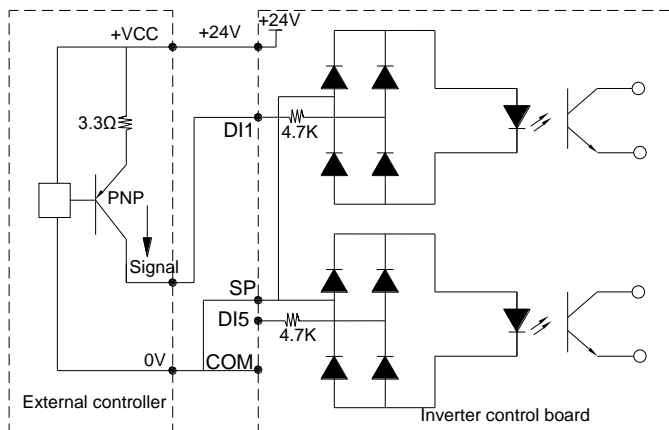 +VCC
+24V
+24V
3.3Ω
DI1
4.7K
PNP
Signal
SP
DI5
4.7K
0V
COM
External controller
Inverter control board